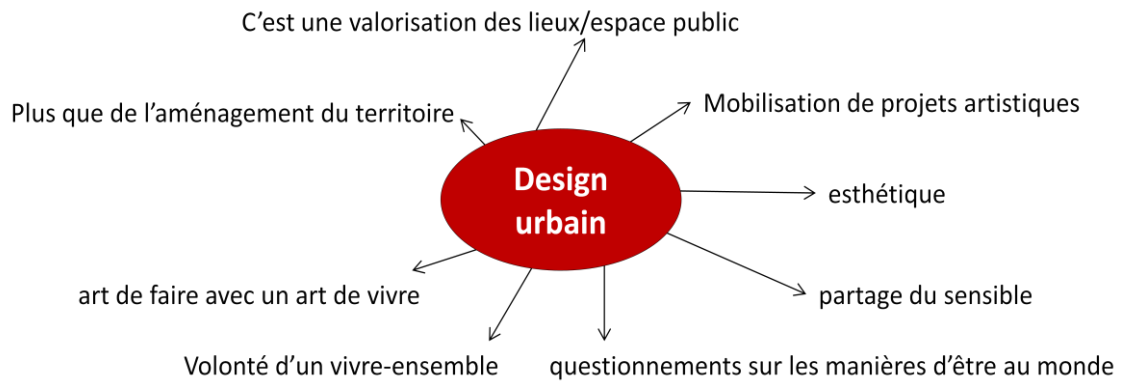 C’est une valorisation des lieux/espace public
Plus que de l’aménagement du territoire
Mobilisation de projets artistiques
Design
urbain
esthétique
art de faire avec un art de vivre
partage du sensible
Volonté d’un vivre-ensemble
questionnements sur les manières d’être au monde